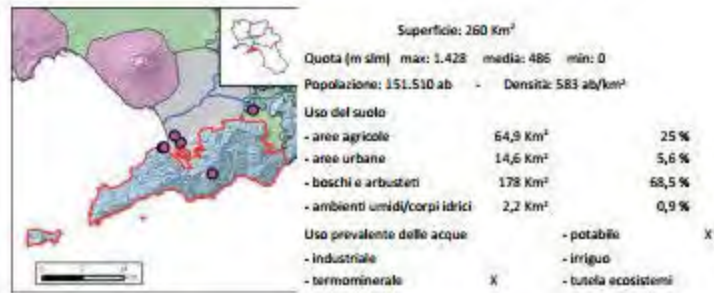 Superficie: 260 Km²
Quota (m slm) max: 1.428 media: 486 min: 0
Popolazione: 151.510 ab - Densità: 583 ab/km²
Uso del suolo
- aree agricole 64,9 Km² 25 %
- aree urbane 14,6 Km² 5,6 %
- boschi e arbusteti 178 Km² 68,5 %
- ambienti umidi/corpi idrici 2,2 Km² 0,9 %
Uso prevalente delle acque - potabile X
- industriale - irriguo
- termominerale X - tutela ecosistemi